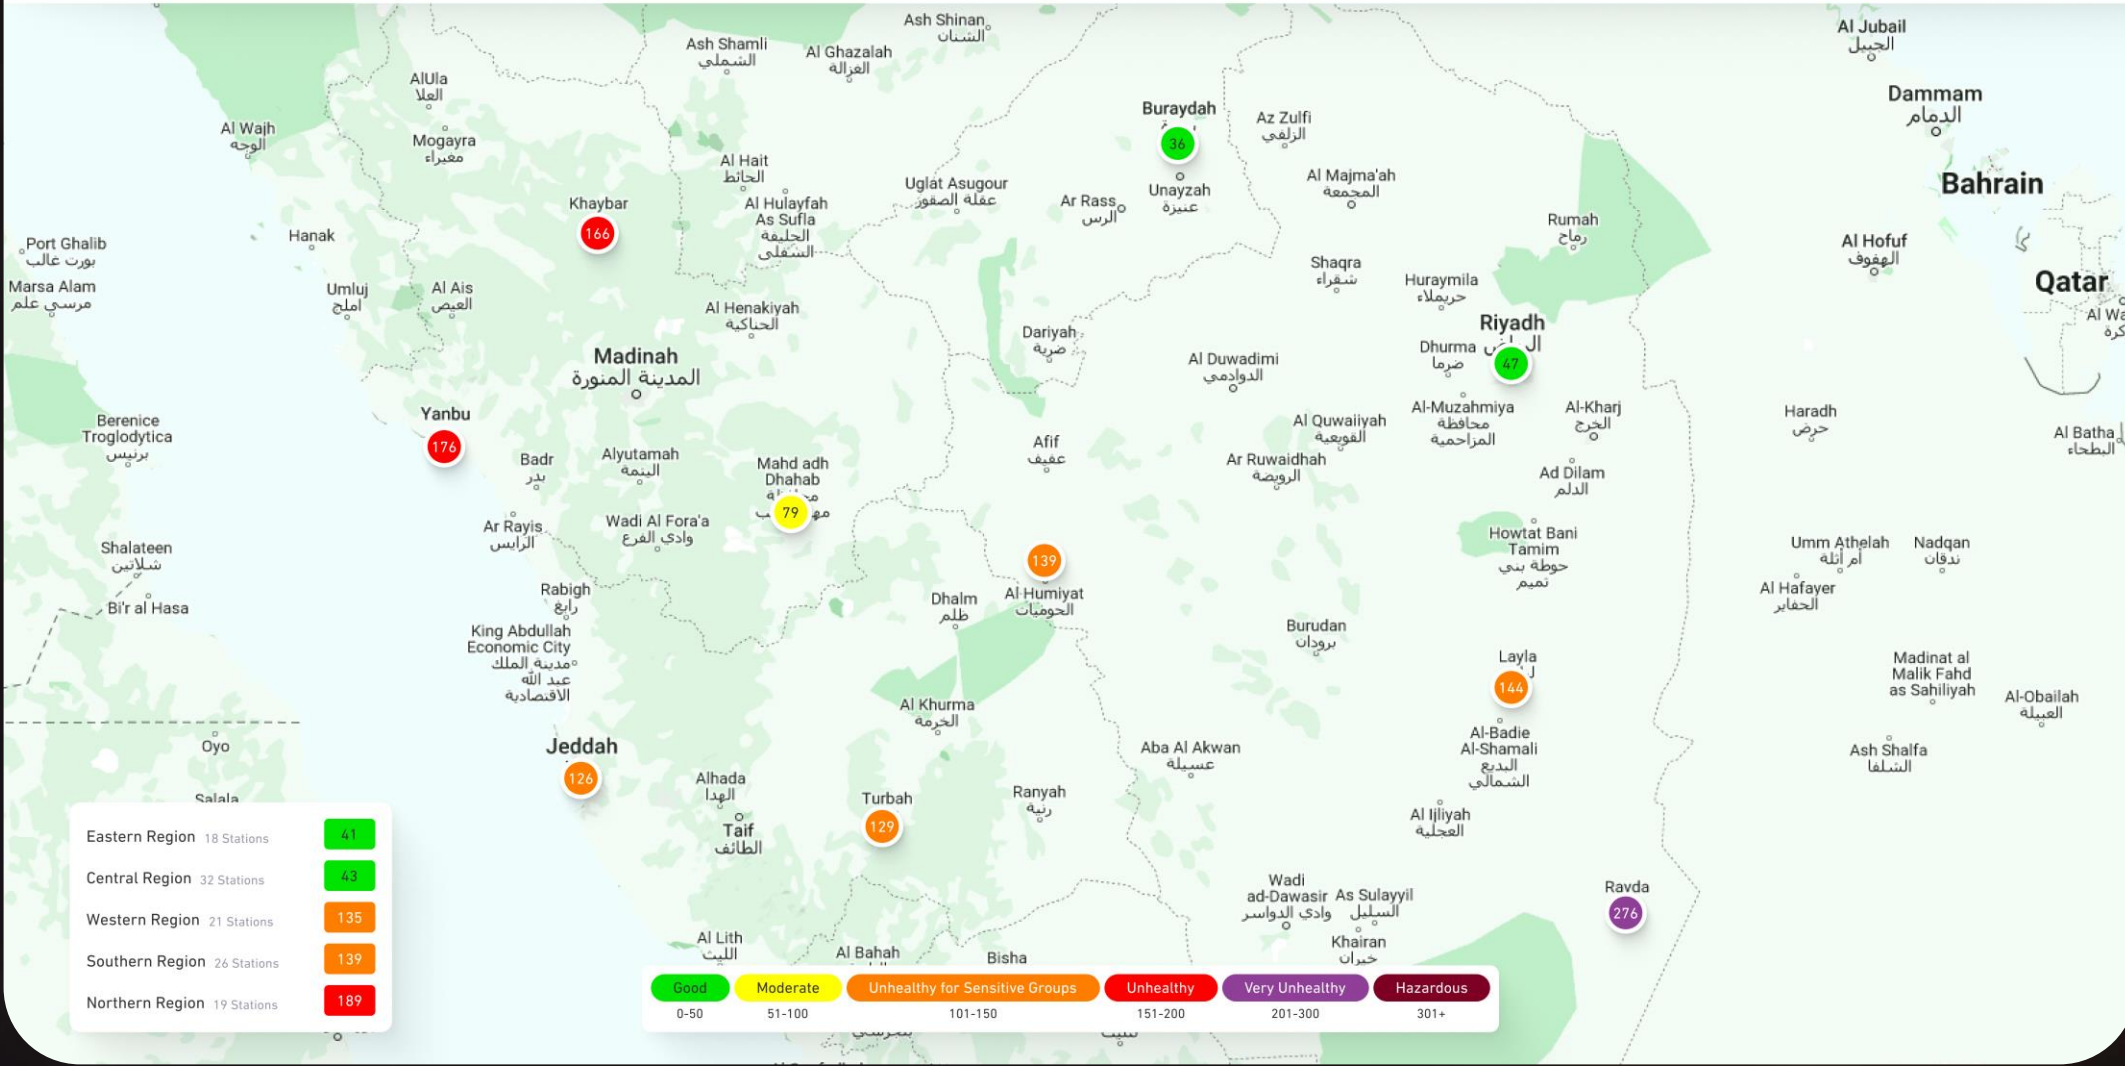 Ash Shinan
الشنان
Al Jubail
الجبيل
Ash Shamli
الشملي
Al Ghazalah
الغزالة
AlUla
العلا
Dammam
الدمام
Buraydah
36
Az Zulfi
الزلفي
Al Wajh
الوجه
Mogayra
مغيراء
Al Hait
الحائط
Al Majma'ah
المجمعة
Bahrain
Uglat Asugour
عقلة الصقور
Unayzah
عنيزة
Ar Rass
الرس
Khaybar
166
Al Hulayfah
As Sufla
الحليفة
السفلى
Rumah
رماح
Hanak
Port Ghalib
بورت غالب
Al Hofuf
الهفوف
Marsa Alam
مرسي علم
Umluj
املج
Al Ais
العيص
Shaqra
شقراء
Huraymila
حريملاء
Qatar
Al Henakiyah
الحناكية
Al Wa
كرة
Riyadh
47
Dariyah
ضرية
Dhurma
ضرما
Madinah
المدينة المنورة
Al Duwadimi
الدوادمي
Yanbu
176
Al-Muzahmiya
محافظة
المزاحمية
Al-Kharj
الخرج
Haradh
حرض
Berenice
Troglodytica
برنيس
Al Quwaiiyah
القويعية
Al Batha
البطحاء
Afif
عفيف
Badr
بدر
Alyutamah
اليتمة
Mahd adh
Dhahab
79
Ar Ruwaidhah
الرويضة
Ad Dilam
الدلم
Ar Rayis
الرايس
Wadi Al Fora'a
وادي الفرع
Howtat Bani
Tamim
حوطة بني
تميم
Shalateen
شلاتين
Umm Athelah
أم أثلة
Nadqan
ندقان
139
Al Humiyat
الحوميات
Al Hafayer
الحفاير
Rabigh
رابغ
Dhalm
ظلم
Bi'r al Hasa
King Abdullah
Economic City
مدينة الملك
عبد الله
الاقتصادية
Burudan
برودان
Layla
144
Madinat al
Malik Fahd
as Sahiliyah
Al-Obailah
العبيلة
Al Khurma
الخرمة
Al-Badie
Al-Shamali
البديع
الشمالي
Oyo
Jeddah
126
Aba Al Akwan
عسيلة
Ash Shalfa
الشلفا
Alhada
الهدا
Turbah
129
Ranyah
رنية
Salala
Taif
الطائف
Al Ijliyah
العجلية
Wadi
ad-Dawasir
وادي الدواسر
As Sulayyil
السليل
Ravda
276
Khairan
خيران
Al Lith
الليث
Al Bahah
Bisha
Eastern Region 18 Stations 41
Central Region 32 Stations 43
Western Region 21 Stations 135
Southern Region 26 Stations 139
Northern Region 19 Stations 189
Good Moderate Unhealthy for Sensitive Groups Unhealthy Very Unhealthy Hazardous
0-50 51-100 101-150 151-200 201-300 301+